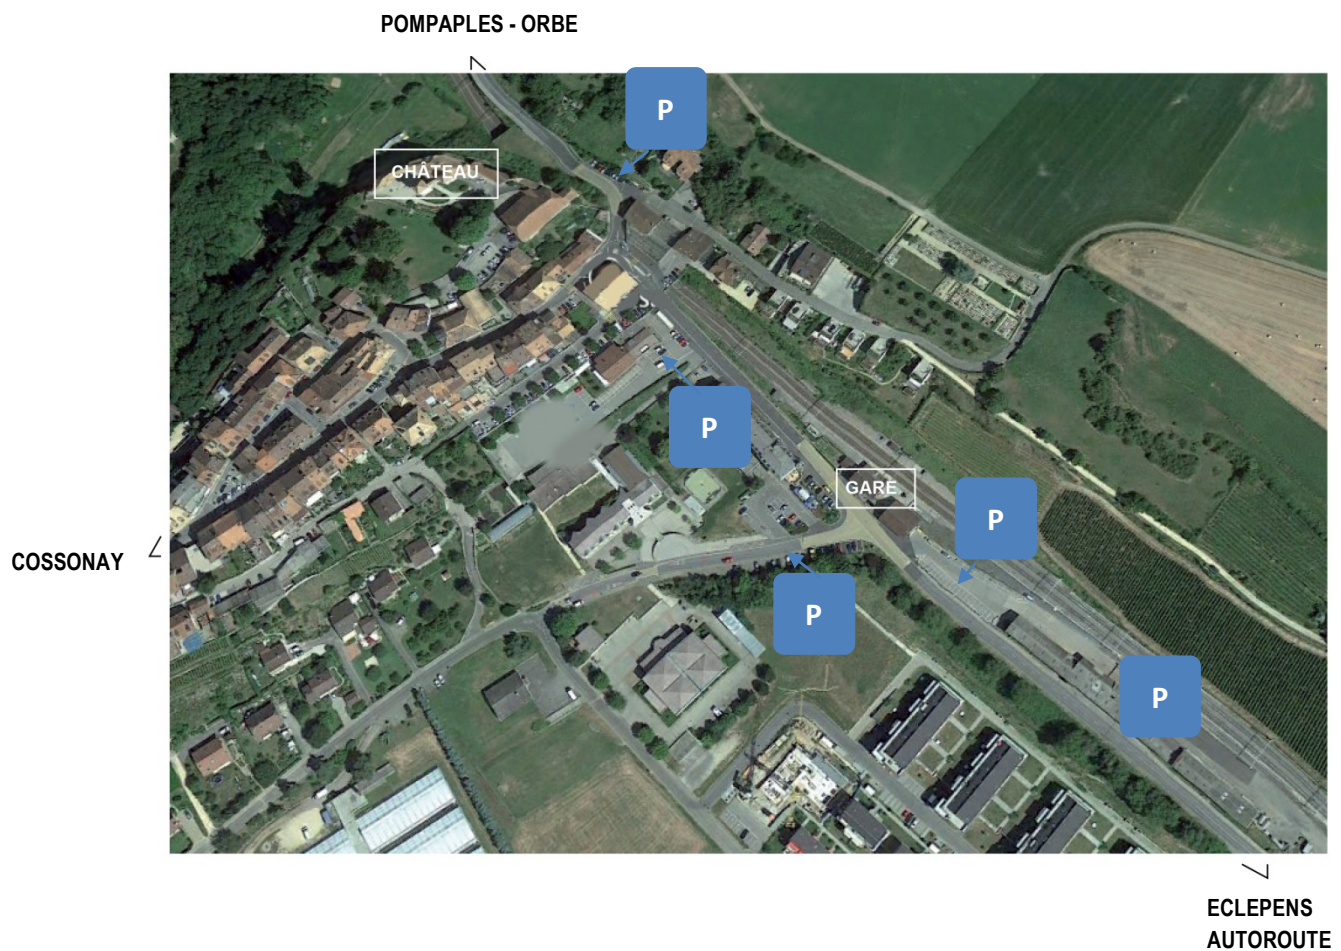 POMPAPLES - ORBE
P
CHÂTEAU
P
GARE
P
COSSONAY
P
P
ECLEPENS
AUTOROUTE